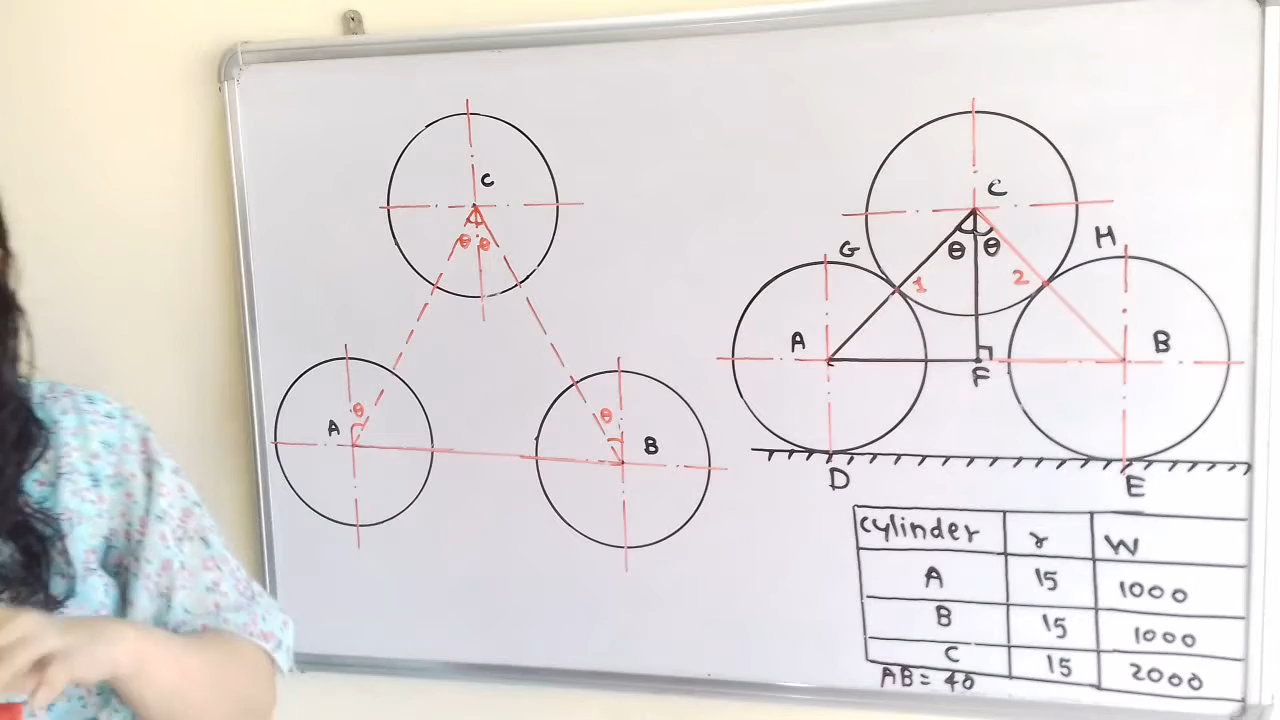 C
θ θ
θ
A
θ
B
C
θ θ
G
H
1
2
A
B
F
D
E
cylinder r W
A 15 1000
B 15 1000
C 15 2000
AB = 40